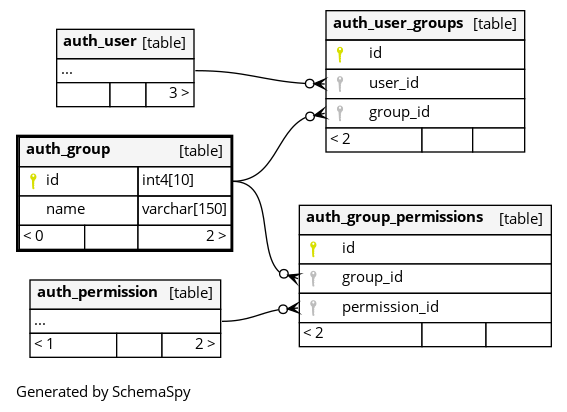 auth_user [table]
...
3 >
auth_user_groups [table]
id
user_id
group_id
< 2
auth_group [table]
id int4[10]
name varchar[150]
< 0 2 >
auth_group_permissions [table]
id
group_id
permission_id
< 2
auth_permission [table]
...
< 1 2 >
Generated by SchemaSpy